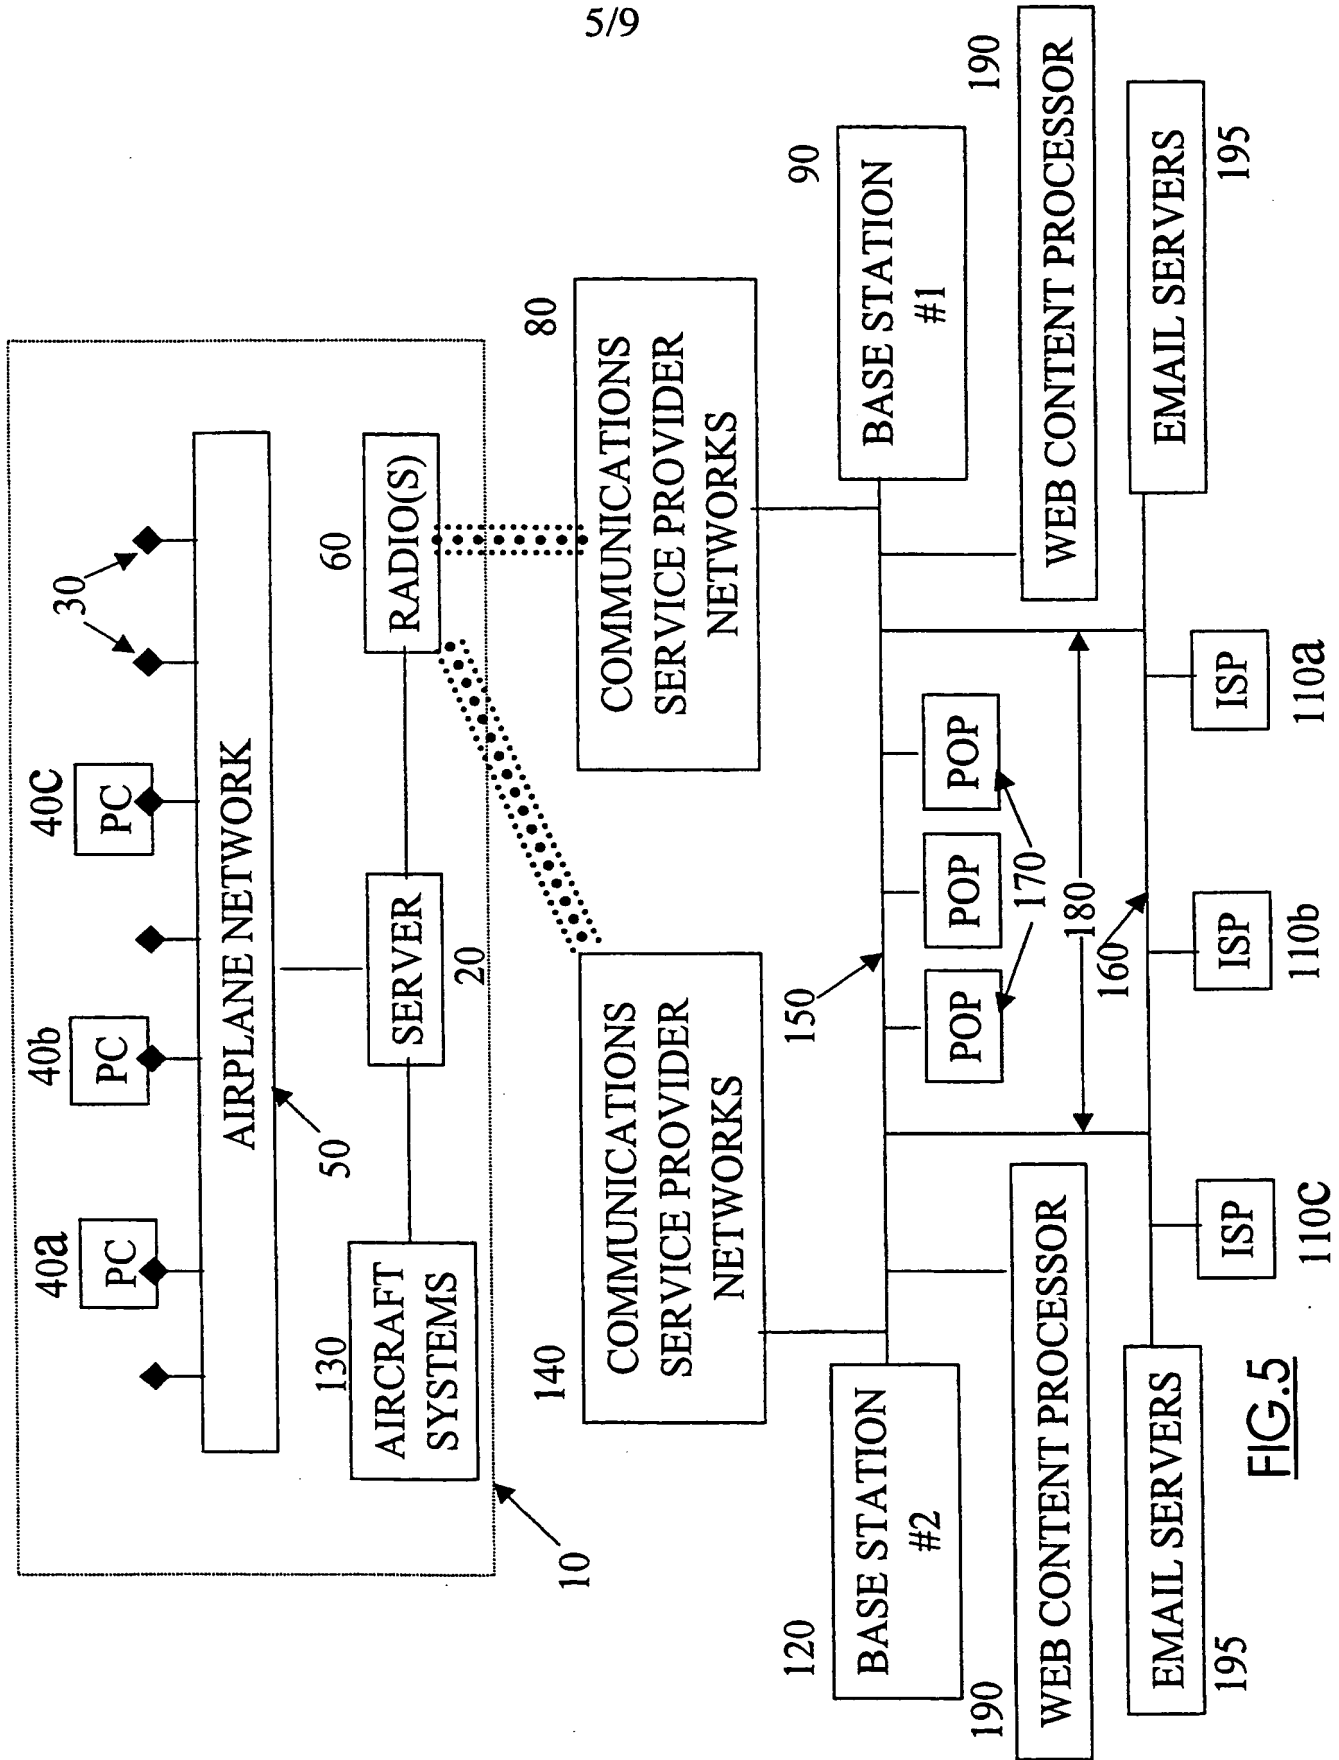 5/9
40a
40b
40c
30
PC
PC
PC
AIRPLANE NETWORK
50
130
AIRCRAFT
SYSTEMS
SERVER
20
60
RADIO(S)
10
140
COMMUNICATIONS
SERVICE PROVIDER
NETWORKS
80
COMMUNICATIONS
SERVICE PROVIDER
NETWORKS
150
120
BASE STATION
#2
90
BASE STATION
#1
POP
POP
POP
170
190
WEB CONTENT PROCESSOR
180
190
WEB CONTENT PROCESSOR
160
EMAIL SERVERS
195
EMAIL SERVERS
195
ISP
110c
ISP
110b
ISP
110a
FIG.5